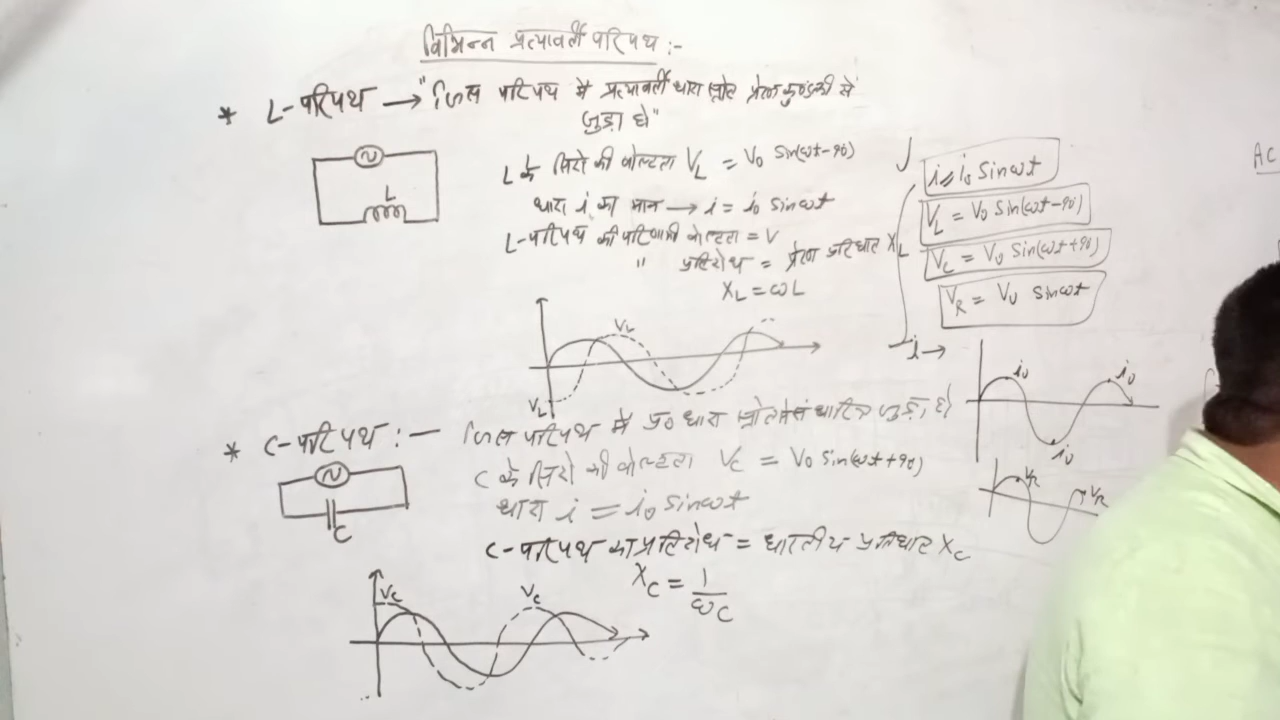 विभिन्न प्रत्यावर्ती परिपथ :-
* L-परिपथ → "जिस परिपथ में प्रत्यावर्ती धारा स्रोत प्रेरण कुण्डली से
जुड़ा हो"
L
L के सिरो की वोल्टता V_L = V₀ Sin(ωt-90)
धारा i का मान → i = i₀ sinωt
L-परिपथ की परिणामी वोल्टता = V
" प्रतिरोध = प्रेरण प्रतिघात X_L
X_L = ωL
V_L
V_L
i = i₀ Sinωt
V_L = V₀ Sin(ωt-90)
V_C = V₀ Sin(ωt+90)
V_R = V₀ Sinωt
AC
i →
i₀ i₀
i₀
V_R V_R
* C-परिपथ :- जिस परिपथ में प्र० धारा स्रोत में संधारित्र जुड़ा हो
C
C के सिरो की वोल्टता V_C = V₀ Sin(ωt+90)
धारा i = i₀ sinωt
C-परिपथ का प्रतिरोध = धारतीय प्रतिघात X_C
X_C = 1/ωC
V_C V_C